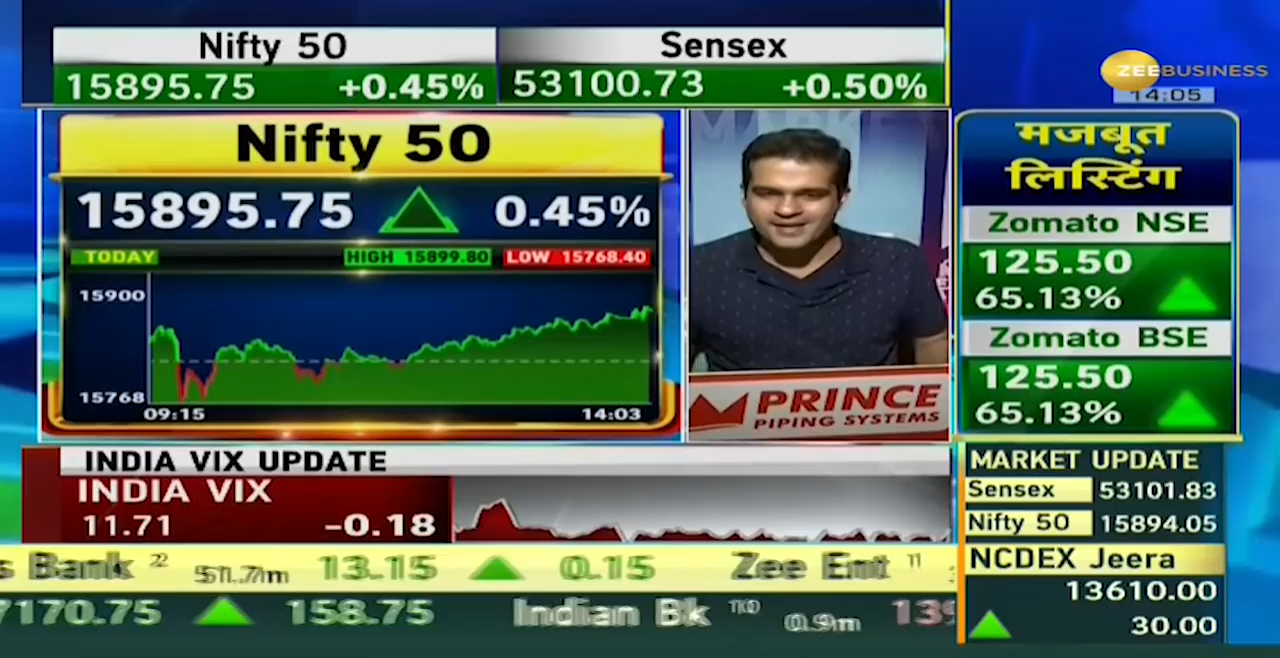 Nifty 50
15895.75 +0.45%
Sensex
53100.73 +0.50%
ZEEBUSINESS
14:05
Nifty 50
15895.75 0.45%
TODAY HIGH 15899.80 LOW 15768.40
15900
15768
09:15 14:03
MARKET
PRINCE
PIPING SYSTEMS
मजबूत
लिस्टिंग
Zomato NSE
125.50
65.13%
Zomato BSE
125.50
65.13%
INDIA VIX UPDATE
INDIA VIX
11.71 -0.18
MARKET UPDATE
Sensex 53101.83
Nifty 50 15894.05
NCDEX Jeera
13610.00
30.00
s Bank 22 51.7m 13.15 0.15 Zee Ent 11
7170.75 158.75 Indian Bk 0.9m